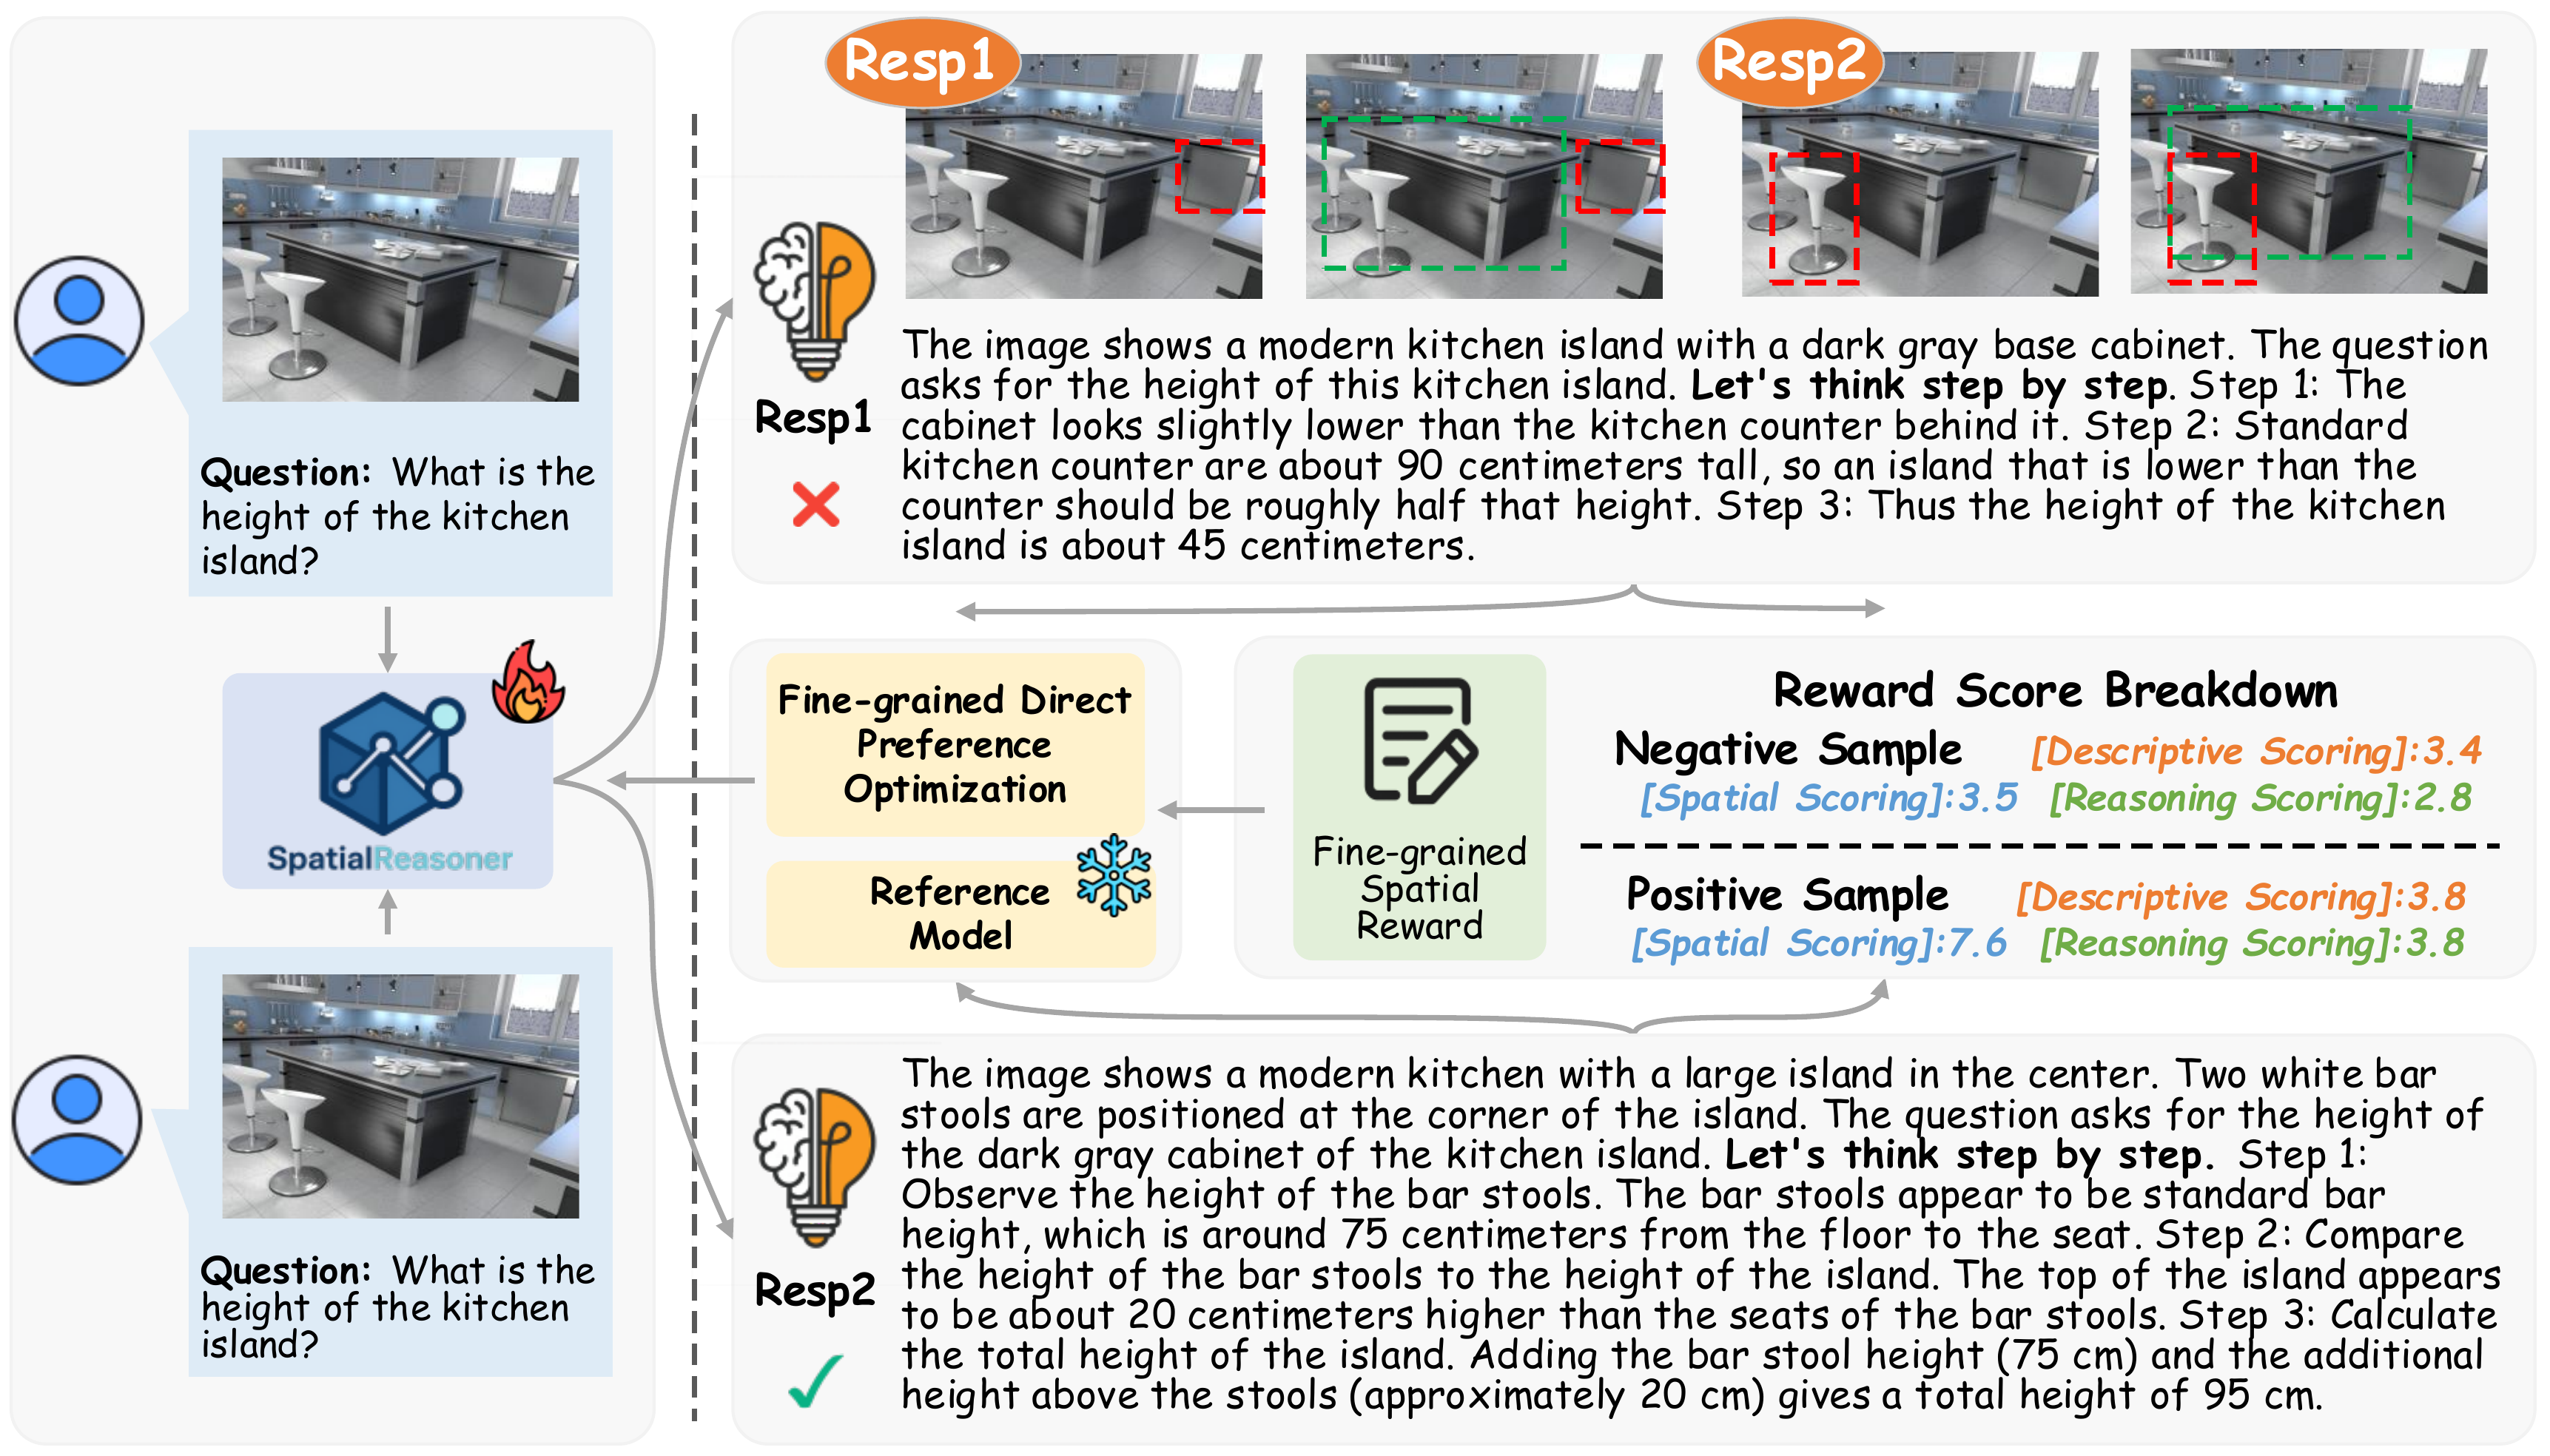 Question: What is the
height of the kitchen
island?
SpatialReasoner
Question: What is the
height of the kitchen
island?
Resp1
Resp2
Resp1
The image shows a modern kitchen island with a dark gray base cabinet. The question
asks for the height of this kitchen island. Let's think step by step. Step 1: The
cabinet looks slightly lower than the kitchen counter behind it. Step 2: Standard
kitchen counter are about 90 centimeters tall, so an island that is lower than the
counter should be roughly half that height. Step 3: Thus the height of the kitchen
island is about 45 centimeters.
Fine-grained Direct
Preference
Optimization
Reference
Model
Fine-grained
Spatial
Reward
Reward Score Breakdown
Negative Sample [Descriptive Scoring]:3.4
[Spatial Scoring]:3.5 [Reasoning Scoring]:2.8
Positive Sample [Descriptive Scoring]:3.8
[Spatial Scoring]:7.6 [Reasoning Scoring]:3.8
Resp2
The image shows a modern kitchen with a large island in the center. Two white bar
stools are positioned at the corner of the island. The question asks for the height of
the dark gray cabinet of the kitchen island. Let's think step by step. Step 1:
Observe the height of the bar stools. The bar stools appear to be standard bar
height, which is around 75 centimeters from the floor to the seat. Step 2: Compare
the height of the bar stools to the height of the island. The top of the island appears
to be about 20 centimeters higher than the seats of the bar stools. Step 3: Calculate
the total height of the island. Adding the bar stool height (75 cm) and the additional
height above the stools (approximately 20 cm) gives a total height of 95 cm.